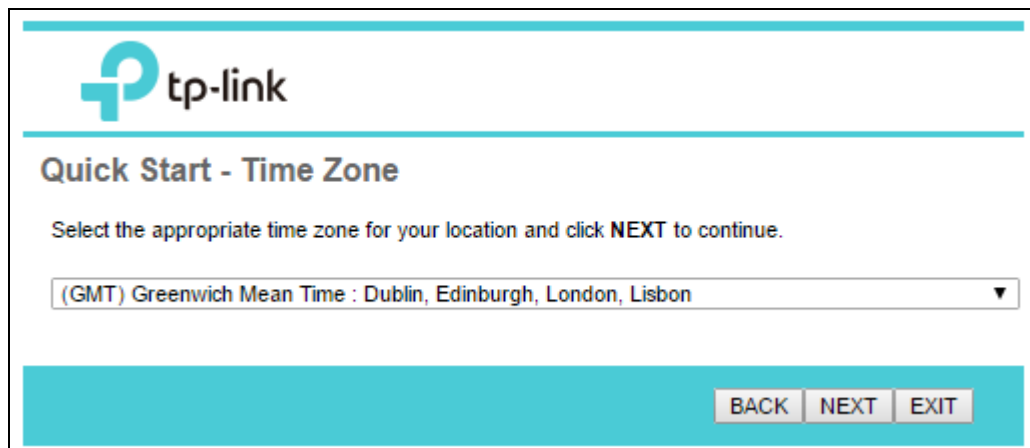 tp-link
Quick Start - Time Zone
Select the appropriate time zone for your location and click NEXT to continue.
(GMT) Greenwich Mean Time : Dublin, Edinburgh, London, Lisbon
BACK NEXT EXIT